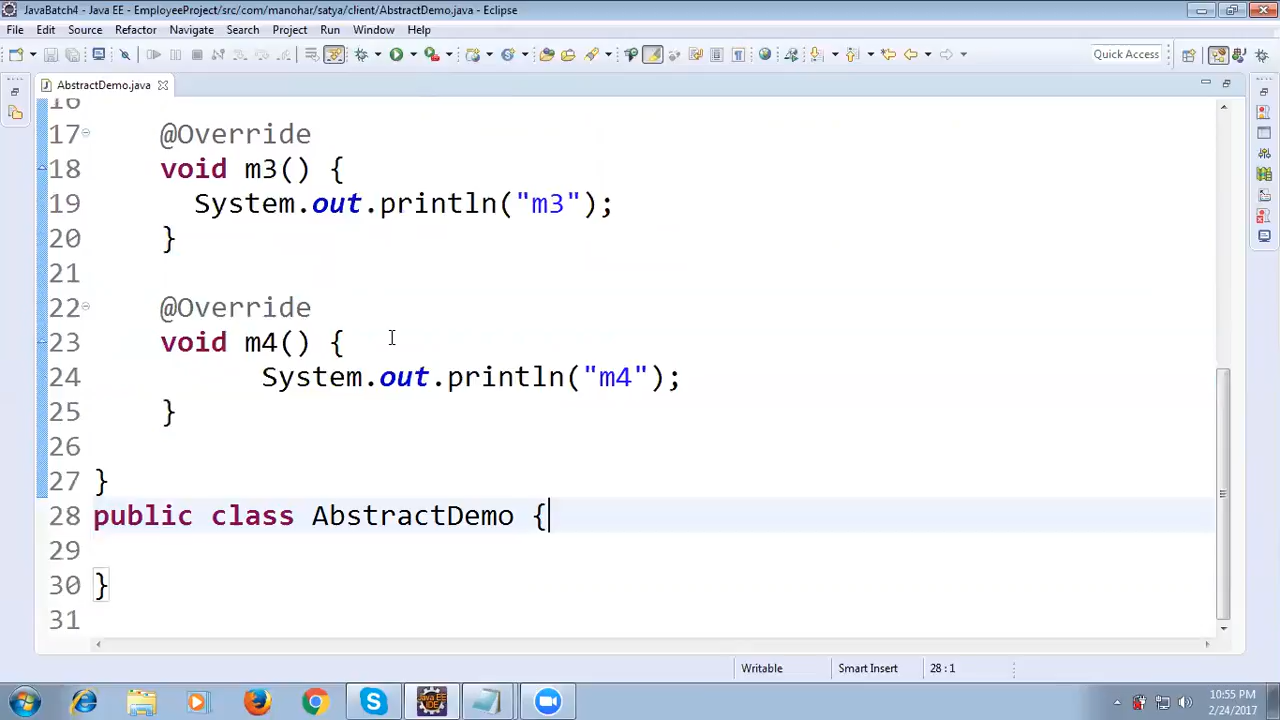 JavaBatch4 - Java EE - EmployeeProject/src/com/manohar/satya/client/AbstractDemo.java - Eclipse
File Edit Source Refactor Navigate Search Project Run Window Help
Quick Access
AbstractDemo.java
16
17 @Override
18 void m3() {
19 System.out.println("m3");
20 }
21
22 @Override
23 void m4() {
24 System.out.println("m4");
25 }
26
27 }
28 public class AbstractDemo {
29
30 }
31
Writable Smart Insert 28 : 1
10:55 PM
2/24/2017